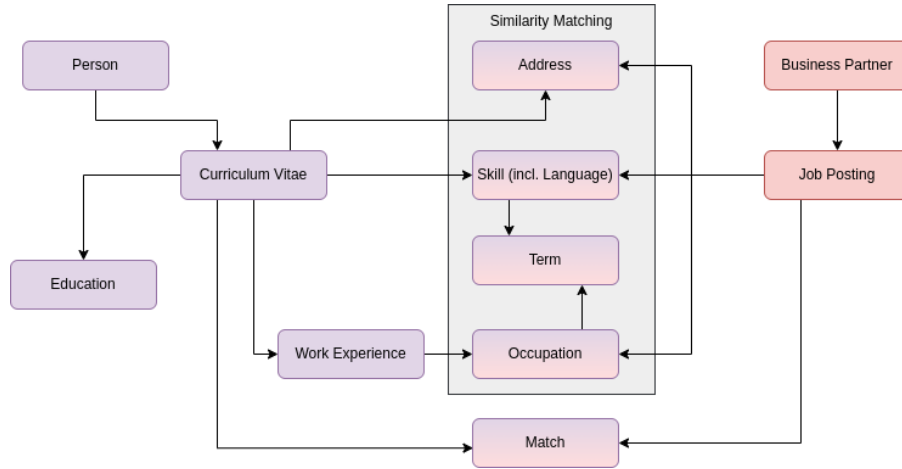 Similarity Matching
Person
Address
Business Partner
Curriculum Vitae
Skill (incl. Language)
Job Posting
Education
Term
Work Experience
Occupation
Match